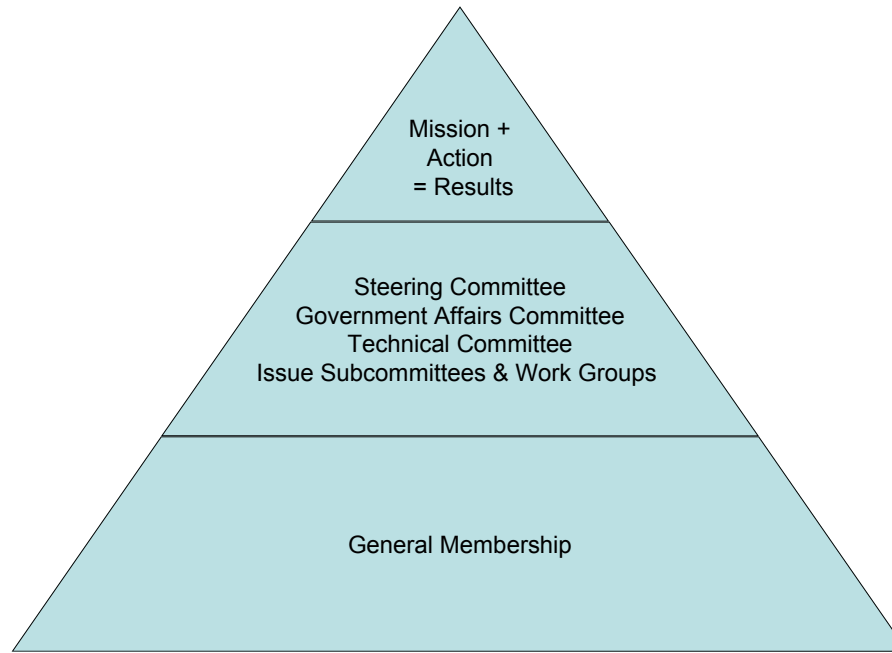 Mission +
Action
= Results
Steering Committee
Government Affairs Committee
Technical Committee
Issue Subcommittees & Work Groups
General Membership